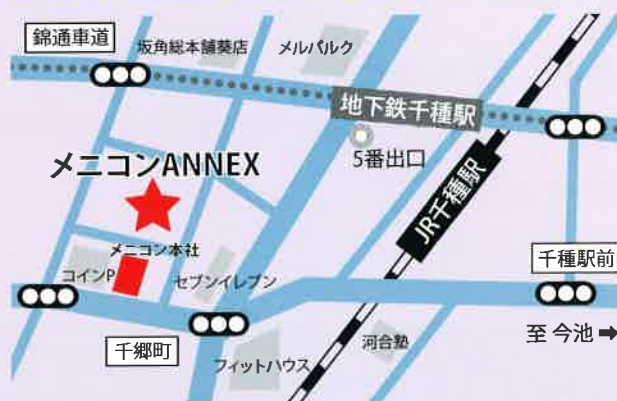 錦通車道
坂角総本舗葵店
メルパルク
地下鉄千種駅
5番出口
メニコンANNEX
JR千種駅
メニコン本社
コインP
セブンイレブン
千種駅前
至 今池➡
千郷町
フィットハウス
河合塾